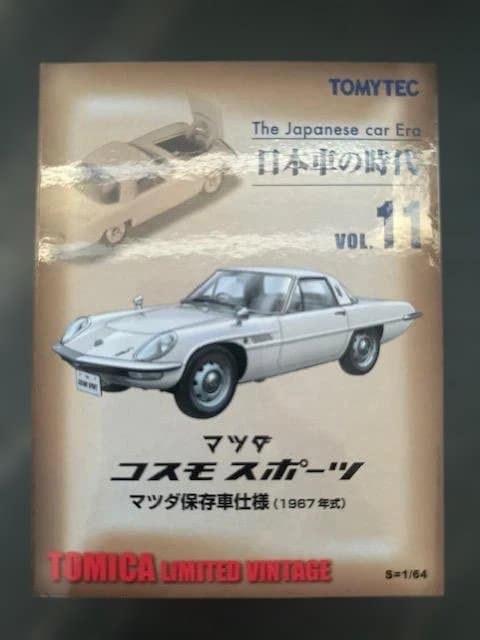 TOMYTEC
The Japanese car Era
日本車の時代
VOL. 11
マツダ
コスモ スポーツ
マツダ保存車仕様（1967年式）
TOMICA LIMITED VINTAGE
S=1/64